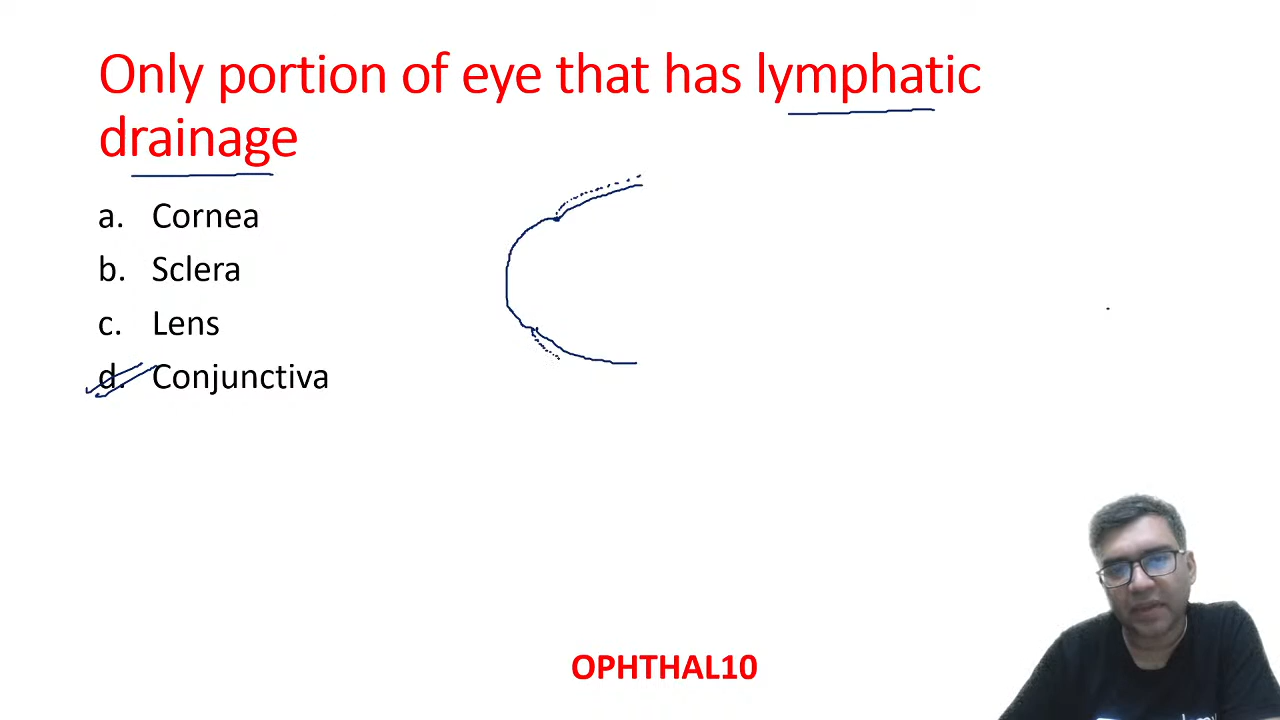 Only portion of eye that has lymphatic
drainage
a. Cornea
b. Sclera
c. Lens
d. Conjunctiva
OPHTHAL10